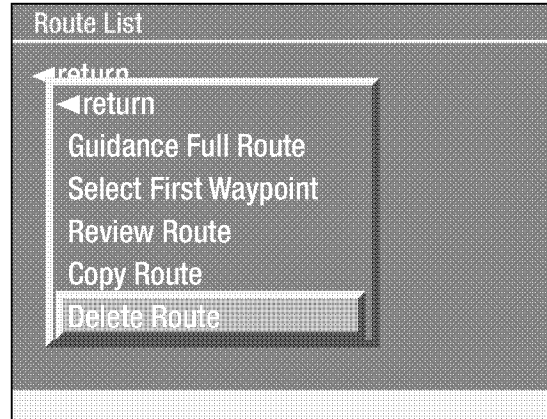 Route List
◄return
◄return
Guidance Full Route
Select First Waypoint
Review Route
Copy Route
Delete Route